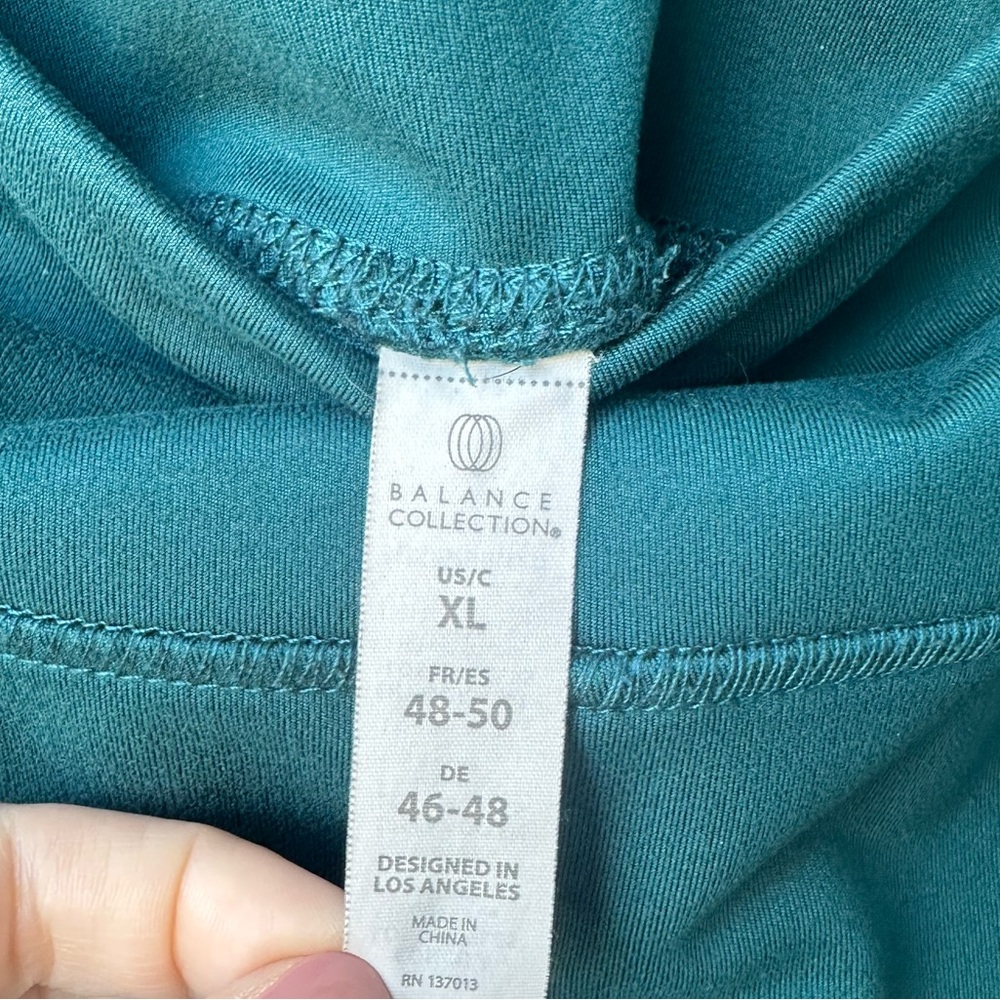 BALANCE
COLLECTION®
US/C
XL
FR/ES
48-50
DE
46-48
DESIGNED IN
LOS ANGELES
MADE IN
CHINA
RN 137013